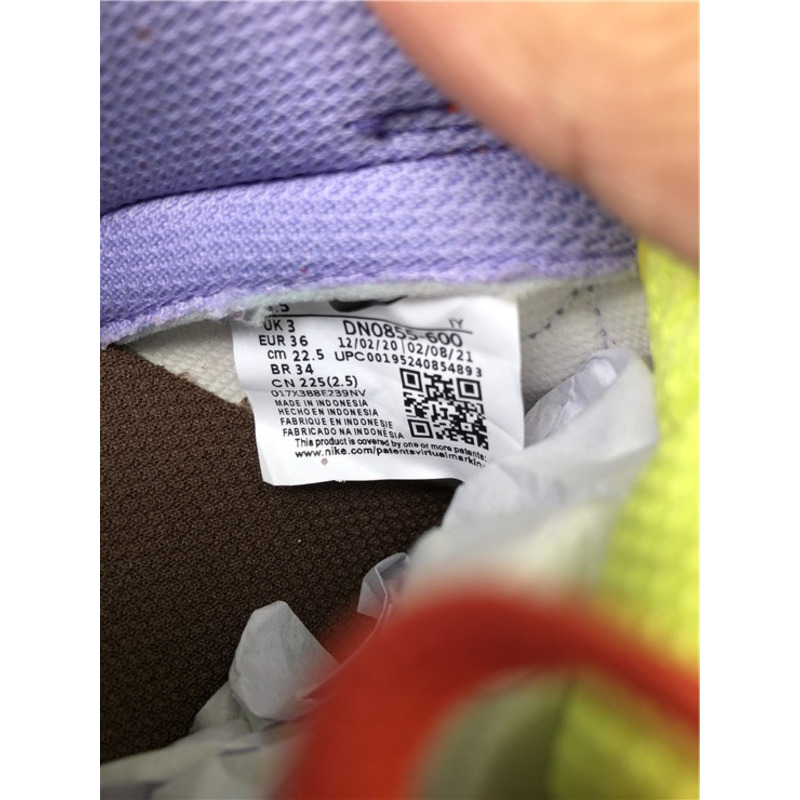 IY
UK 3
DN0855-600
EUR 36
12/02/20 02/08/21
cm 22.5
UPC00195240854893
BR 34
CN 225(2.5)
017X388E239NV
MADE IN INDONESIA
HECHO EN INDONESIA
FABRIQUE EN INDONESIE
FABRICADO NA INDONÉSIA
This product is covered by one or more patents:
www.nike.com/patentsvirtualmarkin